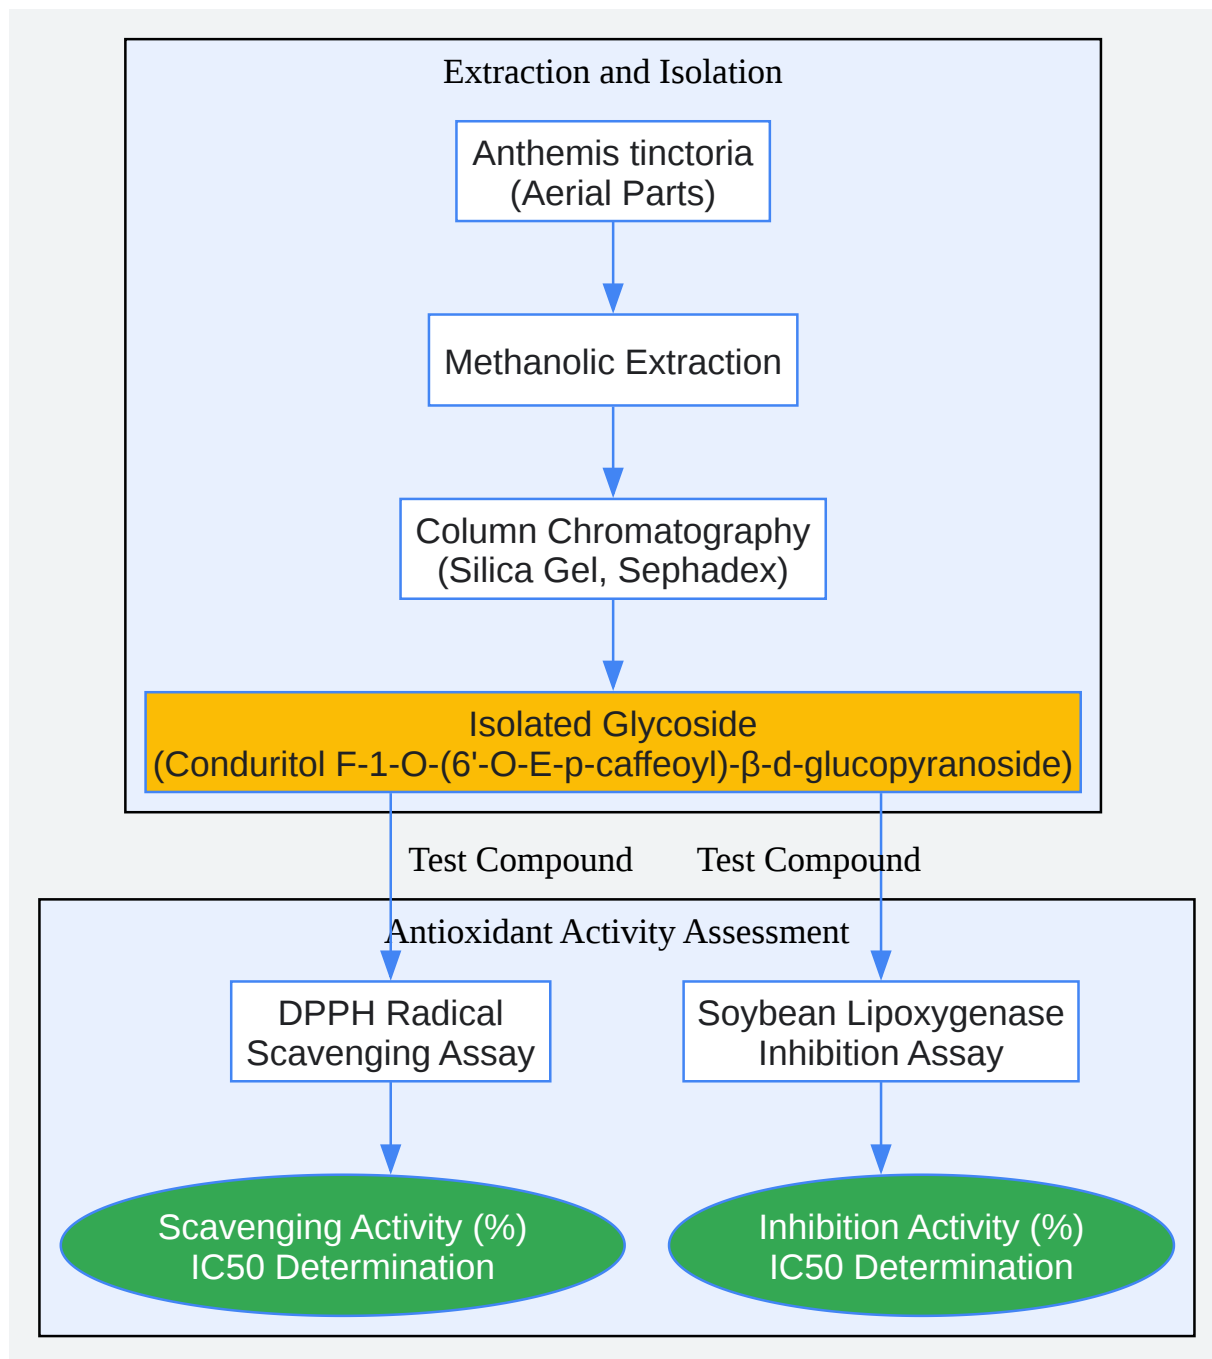 Extraction and Isolation
Anthemis tinctoria
(Aerial Parts)
Methanolic Extraction
Column Chromatography
(Silica Gel, Sephadex)
Isolated Glycoside
(Conduritol F-1-O-(6'-O-E-p-caffeoyl)-β-d-glucopyranoside)
Test Compound
Test Compound
Antioxidant Activity Assessment
DPPH Radical
Scavenging Assay
Soybean Lipoxygenase
Inhibition Assay
Scavenging Activity (%)
IC50 Determination
Inhibition Activity (%)
IC50 Determination